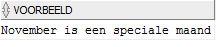 VOORBEELD
November is een speciale maand